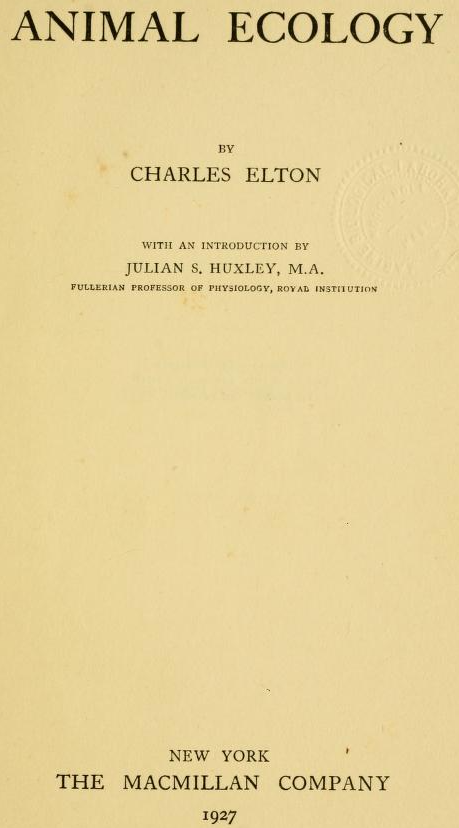 ANIMAL ECOLOGY
BY
CHARLES ELTON
WITH AN INTRODUCTION BY
JULIAN S. HUXLEY, M.A.
FULLERIAN PROFESSOR OF PHYSIOLOGY, ROYAL INSTITUTION
NEW YORK
THE MACMILLAN COMPANY
1927